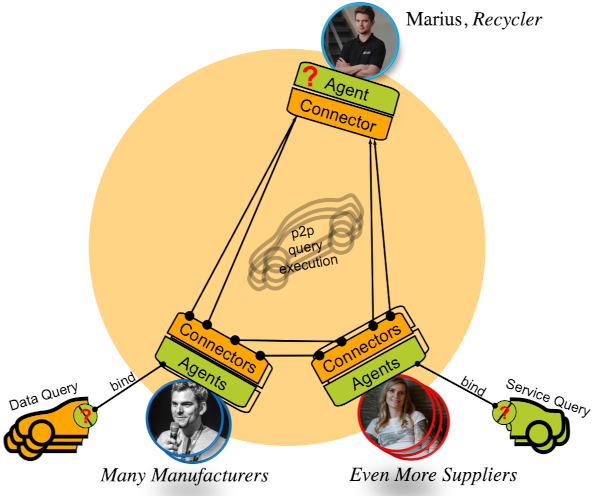 Marius, Recycler
?
Agent
Connector
p2p
query
execution
Connectors
Agents
Connectors
Agents
Data Query
?
bind
bind
?
Service Query
Many Manufacturers
Even More Suppliers